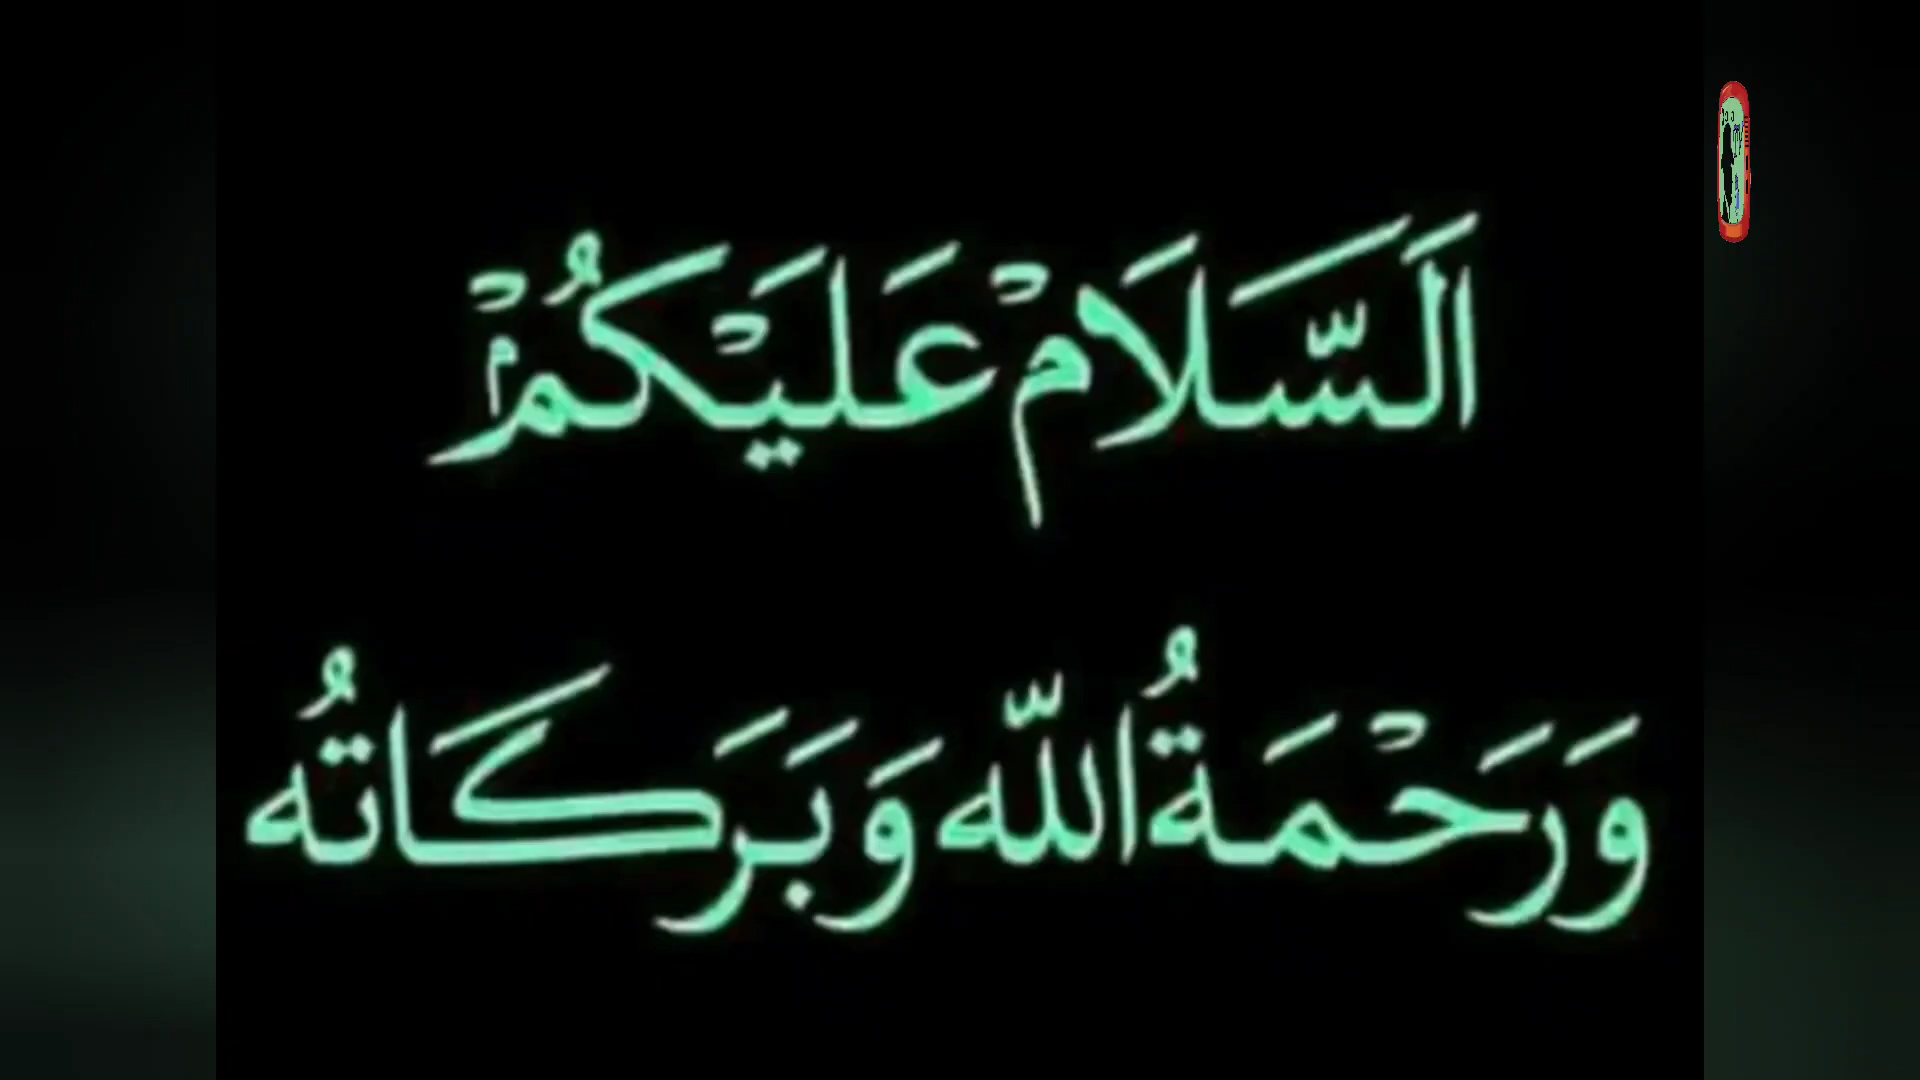 اَلسَّلَامْ عَلَيْكُمْ
وَرَحْمَةُ اللّه وَبَرَكَاتُه